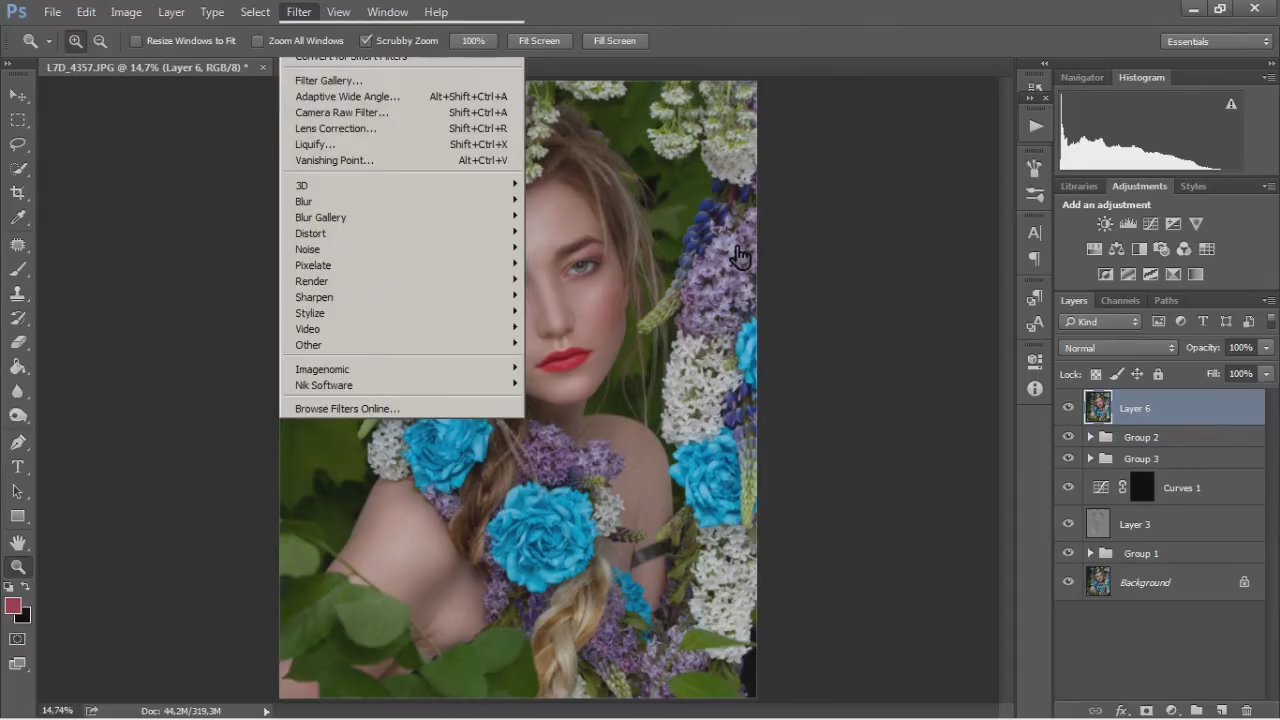 Ps File Edit Image Layer Type Select Filter View Window Help
Resize Windows to Fit Zoom All Windows Scrubby Zoom 100% Fit Screen Fill Screen Essentials
L7D_4357.JPG @ 14,7% (Layer 6, RGB/8) * ×
Convert for Smart Filters
Filter Gallery...
Adaptive Wide Angle... Alt+Shift+Ctrl+A
Camera Raw Filter... Shift+Ctrl+A
Lens Correction... Shift+Ctrl+R
Liquify... Shift+Ctrl+X
Vanishing Point... Alt+Ctrl+V
3D
Blur
Blur Gallery
Distort
Noise
Pixelate
Render
Sharpen
Stylize
Video
Other
Imagenomic
Nik Software
Browse Filters Online...
Navigator Histogram
Libraries Adjustments Styles
Add an adjustment
Layers Channels Paths
Kind
Normal Opacity: 100%
Lock: Fill: 100%
Layer 6
Group 2
Group 3
Curves 1
Layer 3
Group 1
Background
14,74% Doc: 44,2M/319,3M